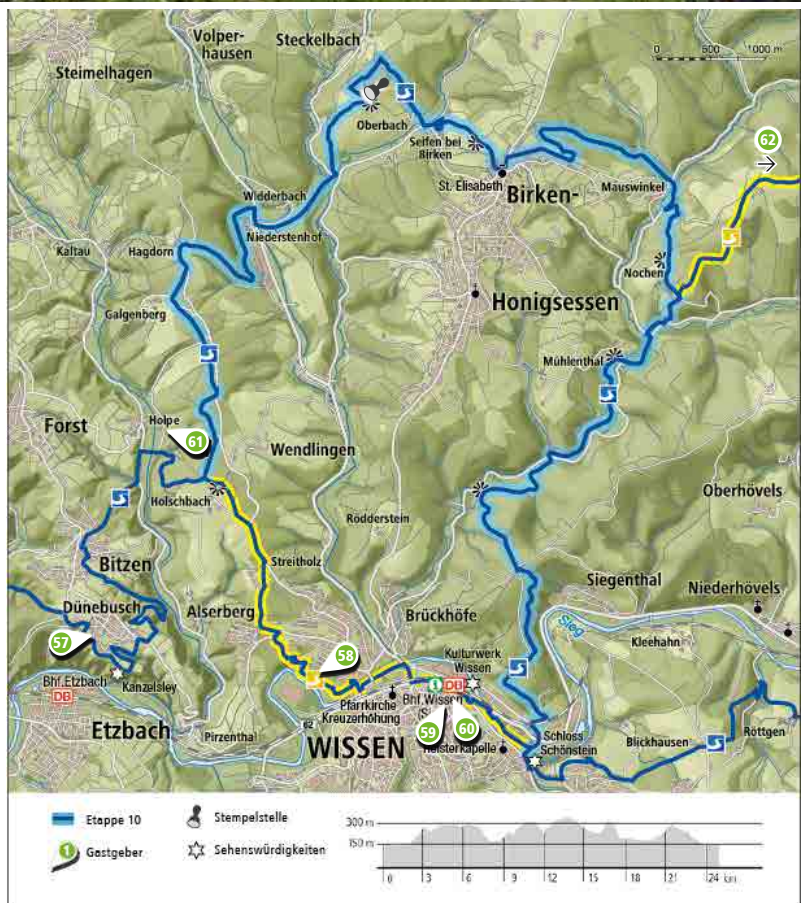 Volper-
hausen
Steckelbach
Steimelhagen
0 500 1000 m
Oberbach
62
Seifen bei
Birken
St. Elisabeth
Birken-
Mauswinkel
Widderbach
Niederstenhof
Kaltau
Hagdorn
Nochen
Honigsessen
Galgenberg
Mühlenthal
Forst
Holpe
61
Wendlingen
Holschbach
Oberhövels
Rödderstein
Bitzen
Streitholz
Siegenthal
Niederhövels
Dünebusch
Alserberg
Brückhöfe
Sieg
Kleehahn
57
58
Kulturwerk
Wissen
Bhf. Etzbach
DB
Kanzelsley
i
DB
Bhf. Wissen
Röttgen
Etzbach
62
Pfarrkirche
Kreuzerhöhung
Schloss
Schönstein
Pirzenthal
WISSEN
59
60
Blickhausen
Etappe 10
Stempelstelle
1
Gastgeber
Sehenswürdigkeiten
300 m
150 m
0 3 6 9 12 15 18 21 24 km